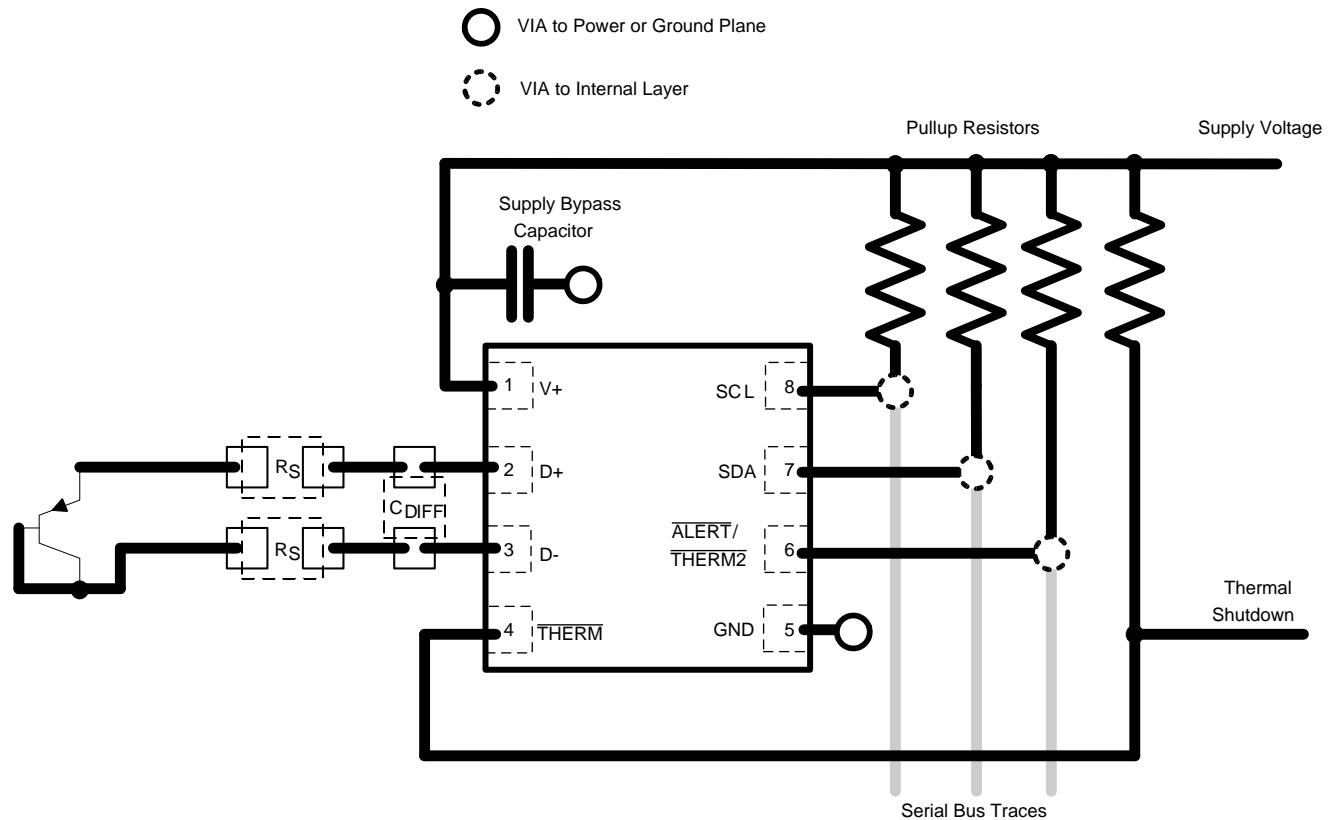 VIA to Power or Ground Plane
VIA to Internal Layer
Pullup Resistors
Supply Voltage
Supply Bypass
Capacitor
1
V+
SCL
8
RS
2
D+
SDA
7
CDIFF
RS
3
D-
ALERT/
THERM2
6
Thermal
Shutdown
4
THERM
GND
5
Serial Bus Traces